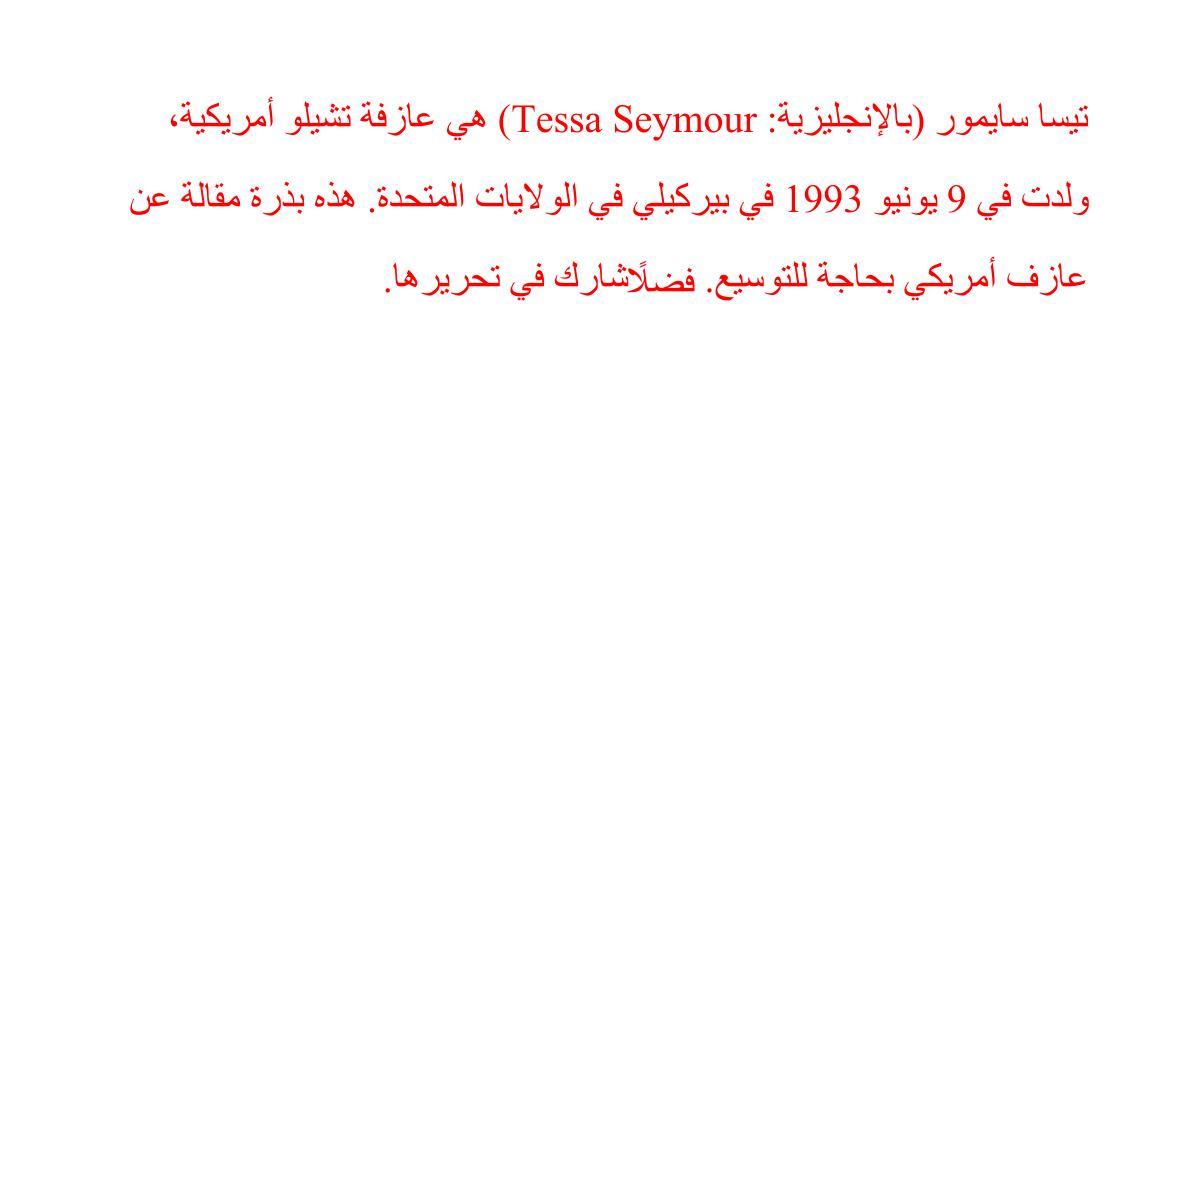 تيسا سايمور (بالإنجليزية: Tessa Seymour) هي عازفة تشيلو أمريكية،
ولدت في 9 يونيو 1993 في بيركيلي في الولايات المتحدة. هذه بذرة مقالة عن
عازف أمريكي بحاجة للتوسيع. فضلًاشارك في تحريرها.